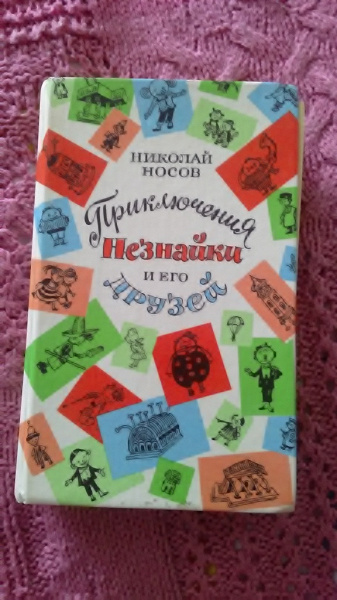 НИКОЛАЙ
НОСОВ
Приключения
Незнайки
И ЕГО
ДРУЗЕЙ